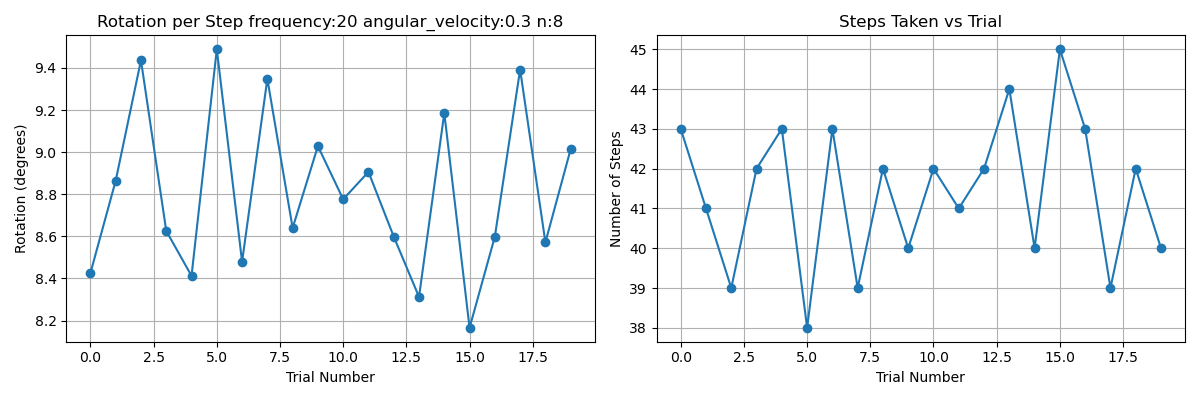 Rotation per Step frequency:20 angular_velocity:0.3 n:8
Rotation (degrees)
9.4
9.2
9.0
8.8
8.6
8.4
8.2
0.0 2.5 5.0 7.5 10.0 12.5 15.0 17.5
Trial Number
Steps Taken vs Trial
Number of Steps
45
44
43
42
41
40
39
38
0.0 2.5 5.0 7.5 10.0 12.5 15.0 17.5
Trial Number